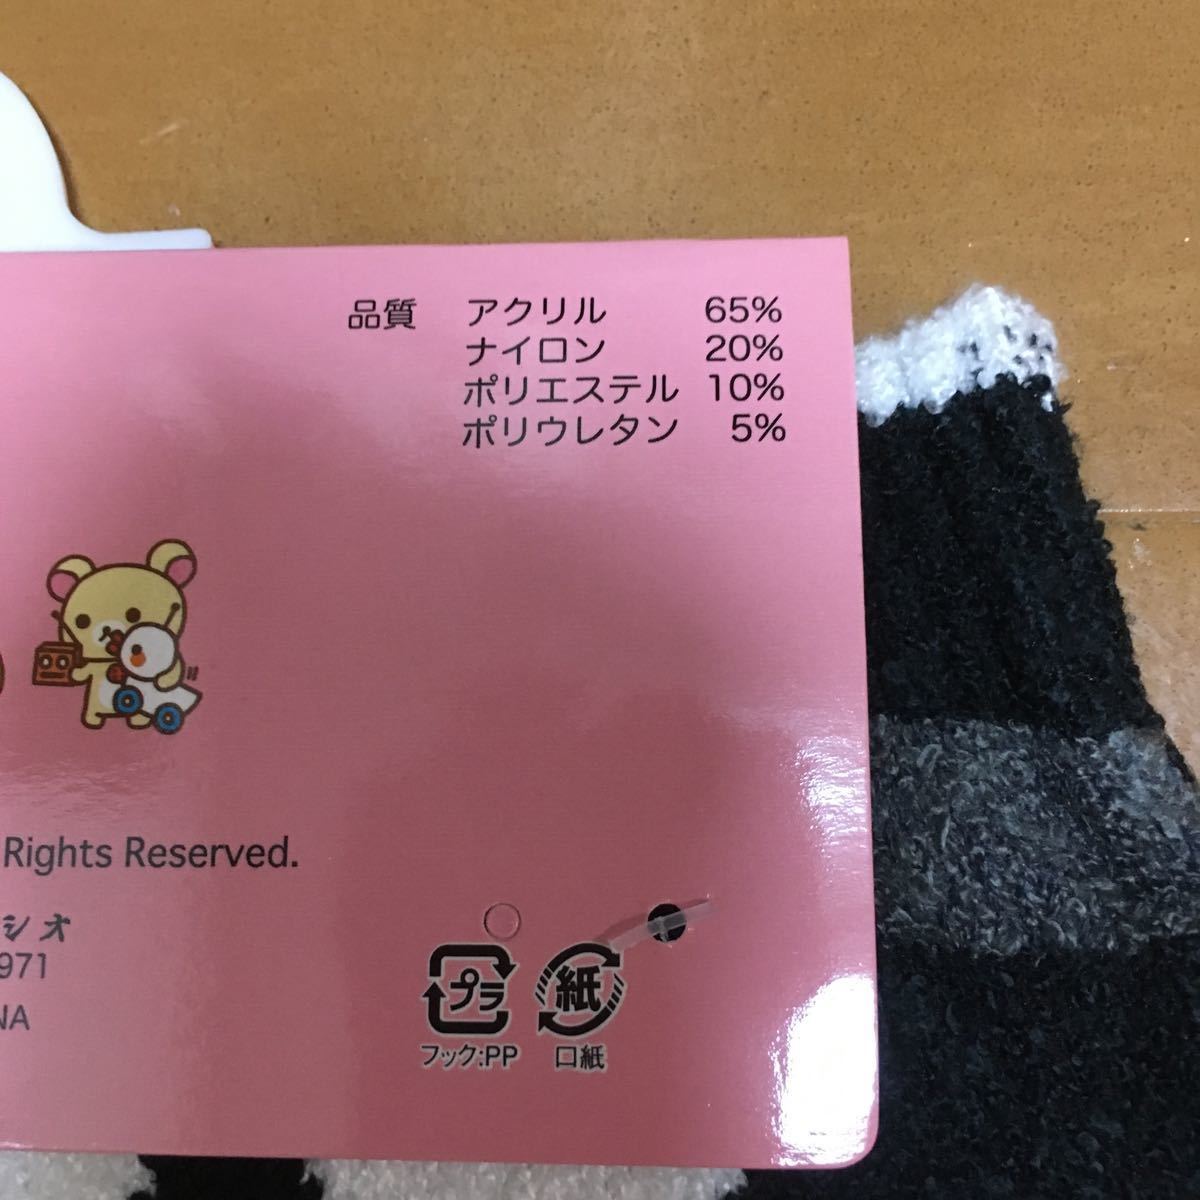 品質 アクリル 65%
ナイロン 20%
ポリエステル 10%
ポリウレタン 5%
Rights Reserved.
シオ
971
NA
プラ 紙
フック:PP 口紙